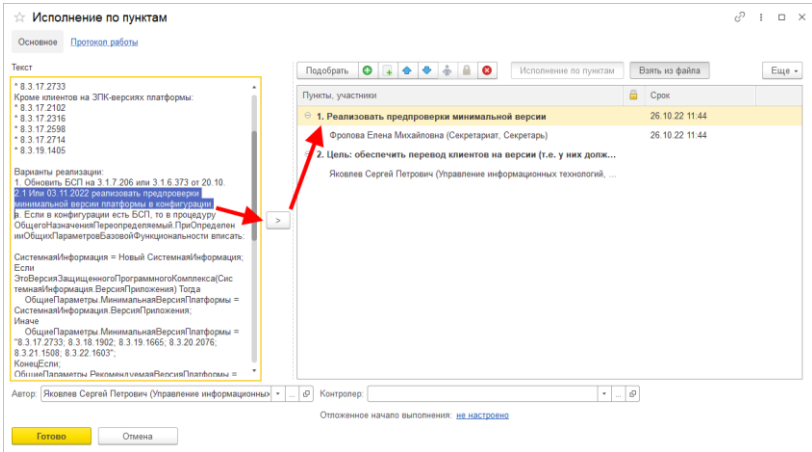 Исполнение по пунктам
Основное Протокол работы
Текст
* 8.3.17.2733
Кроме клиентов на ЗПК-версиях платформы:
* 8.3.17.2102
* 8.3.17.2316
* 8.3.17.2598
* 8.3.17.2714
* 8.3.19.1405
Варианты реализации:
1. Обновить БСП на 3.1.7.206 или 3.1.6.373 от 20.10.
2.1 Или 03.11.2022 реализовать предпроверки
минимальной версии платформы в конфигурации
а. Если в конфигурации есть БСП, то в процедуру
ОбщегоНазначенияПереопределяемый.ПриОпределен
ииОбщихПараметровБазовойФункциональности вписать:
СистемнаяИнформация = Новый СистемнаяИнформация;
Если
ЭтоВерсияЗащищенногоПрограммногоКомплекса(Сис
темнаяИнформация.ВерсияПриложения) Тогда
ОбщиеПараметры.МинимальнаяВерсияПлатформы =
СистемнаяИнформация.ВерсияПриложения;
Иначе
ОбщиеПараметры.МинимальнаяВерсияПлатформы =
"8.3.17.2733; 8.3.18.1902; 8.3.19.1665; 8.3.20.2076;
8.3.21.1508; 8.3.22.1603";
КонецЕсли;
ОбщиеПараметры.РекомендуемаяВерсияПлатформы =
>
Подобрать Исполнение по пунктам Взять из файла Еще
Пункты, участники Срок
1. Реализовать предпроверки минимальной версии 26.10.22 11:44
Фролова Елена Михайловна (Секретариат, Секретарь) 26.10.22 11:44
2. Цель: обеспечить перевод клиентов на версии (т.е. у них долж...
Яковлев Сергей Петрович (Управление информационных технологий, ...
Автор: Яковлев Сергей Петрович (Управление информационных ... Контролер: ...
Отложенное начало выполнения: не настроено
Готово Отмена